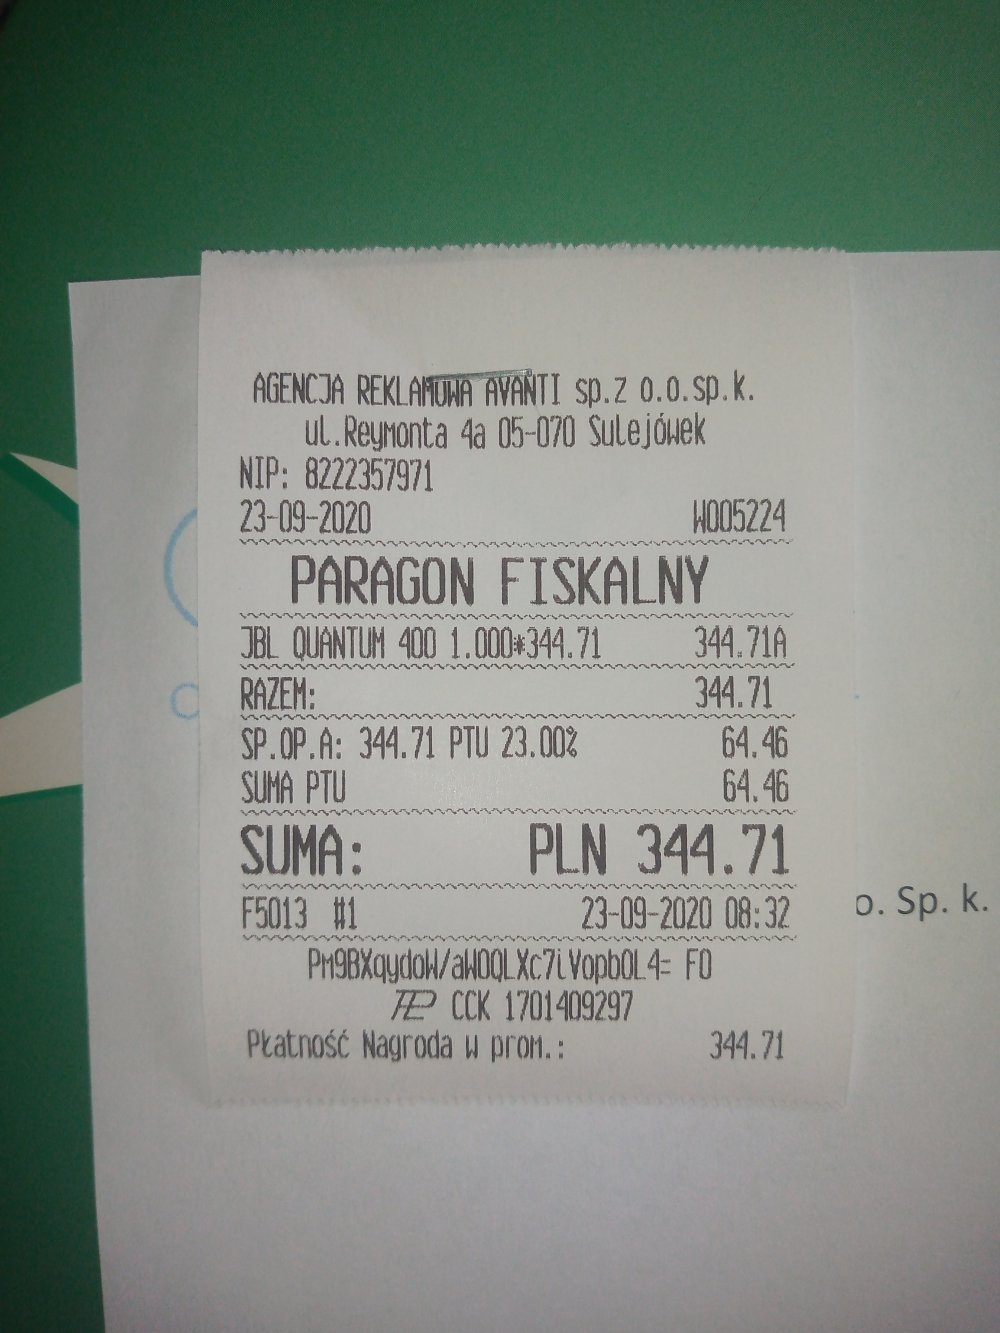 AGENCJA REKLAMOWA AVANTI sp.z o.o.sp.k.
ul.Reymonta 4a 05-070 Sulejówek
NIP: 8222357971
23-09-2020 W005224
PARAGON FISKALNY
JBL QUANTUM 400 1.000*344.71 344.71A
RAZEM: 344.71
SP.OP.A: 344.71 PTU 23.00% 64.46
SUMA PTU 64.46
SUMA: PLN 344.71
F5013 #1 23-09-2020 08:32
Pm9BXqydoW/aWOQLXc7iVopbOL4= FO
CCK 1701409297
Płatność Nagroda w prom.: 344.71
o. Sp. k.